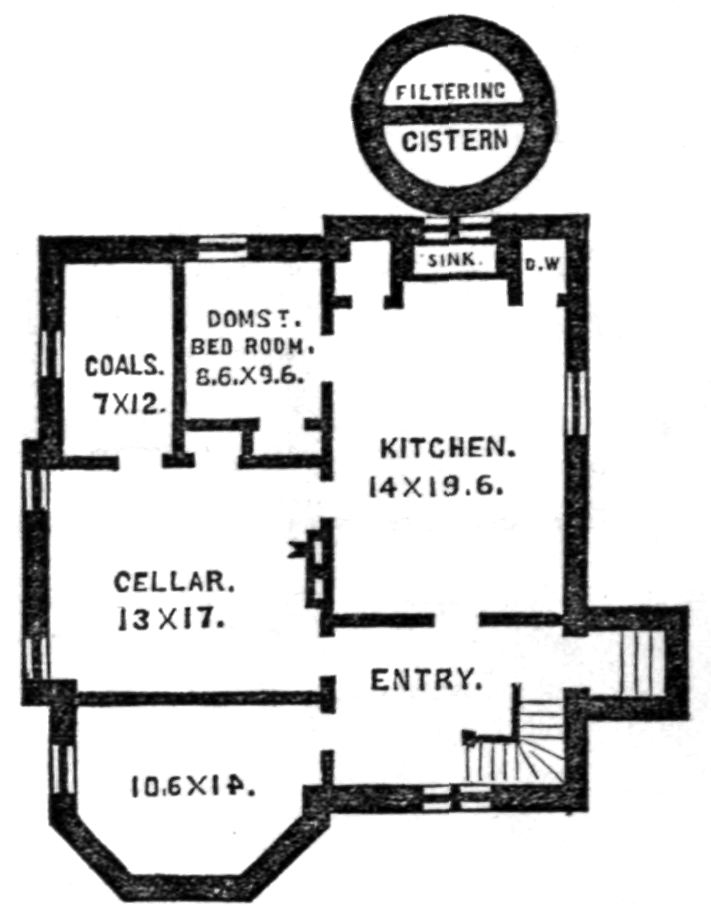 FILTERING
CISTERN
SINK.
D.W
DOMST.
BED ROOM.
8.6.X9.6.
COALS.
7X12.
KITCHEN.
14X19.6.
CELLAR.
13X17.
ENTRY.
10.6X14.